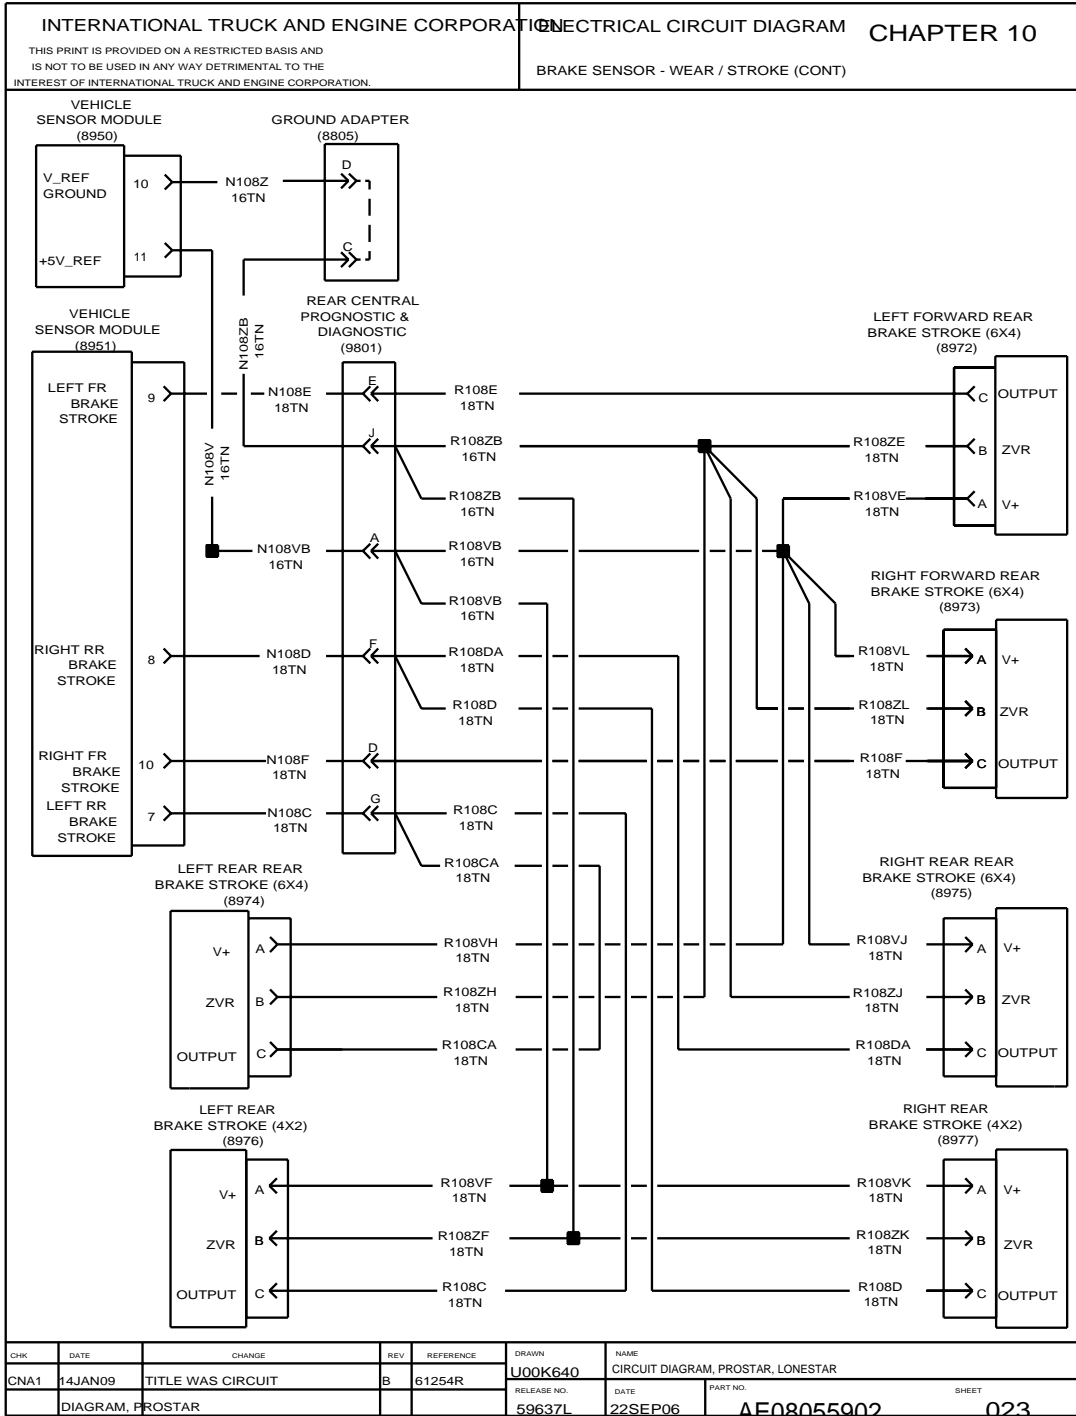 INTERNATIONAL TRUCK AND ENGINE CORPORATION
THIS PRINT IS PROVIDED ON A RESTRICTED BASIS AND
IS NOT TO BE USED IN ANY WAY DETRIMENTAL TO THE
INTEREST OF INTERNATIONAL TRUCK AND ENGINE CORPORATION.
ELECTRICAL CIRCUIT DIAGRAM
CHAPTER 10
BRAKE SENSOR - WEAR / STROKE (CONT)
VEHICLE
SENSOR MODULE
(8950)
V_REF
GROUND
10
+5V_REF
11
GROUND ADAPTER
(8805)
D
C
N108Z
16TN
N108ZB
16TN
N108V
16TN
VEHICLE
SENSOR MODULE
(8951)
LEFT FR
BRAKE
STROKE
9
RIGHT RR
BRAKE
STROKE
8
RIGHT FR
BRAKE
STROKE
10
LEFT RR
BRAKE
STROKE
7
REAR CENTRAL
PROGNOSTIC &
DIAGNOSTIC
(9801)
E
J
A
F
D
G
N108E
18TN
N108VB
16TN
N108D
18TN
N108F
18TN
N108C
18TN
R108E
18TN
R108ZB
16TN
R108ZB
16TN
R108VB
16TN
R108VB
16TN
R108DA
18TN
R108D
18TN
R108C
18TN
R108CA
18TN
LEFT FORWARD REAR
BRAKE STROKE (6X4)
(8972)
C OUTPUT
B ZVR
A V+
R108ZE
18TN
R108VE
18TN
RIGHT FORWARD REAR
BRAKE STROKE (6X4)
(8973)
A V+
B ZVR
C OUTPUT
R108VL
18TN
R108ZL
18TN
R108F
18TN
LEFT REAR REAR
BRAKE STROKE (6X4)
(8974)
V+ A
ZVR B
OUTPUT C
R108VH
18TN
R108ZH
18TN
R108CA
18TN
RIGHT REAR REAR
BRAKE STROKE (6X4)
(8975)
R108VJ
18TN
R108ZJ
18TN
R108DA
18TN
A V+
B ZVR
C OUTPUT
LEFT REAR
BRAKE STROKE (4X2)
(8976)
V+ A
ZVR B
OUTPUT C
R108VF
18TN
R108ZF
18TN
R108C
18TN
RIGHT REAR
BRAKE STROKE (4X2)
(8977)
R108VK
18TN
R108ZK
18TN
R108D
18TN
A V+
B ZVR
C OUTPUT
CHK DATE CHANGE REV REFERENCE
CNA1 14JAN09 TITLE WAS CIRCUIT B 61254R
DIAGRAM, PROSTAR
DRAWN
U00K640
NAME
CIRCUIT DIAGRAM, PROSTAR, LONESTAR
RELEASE NO.
59637L
DATE
22SEP06
PART NO.
AE08055902
SHEET
023